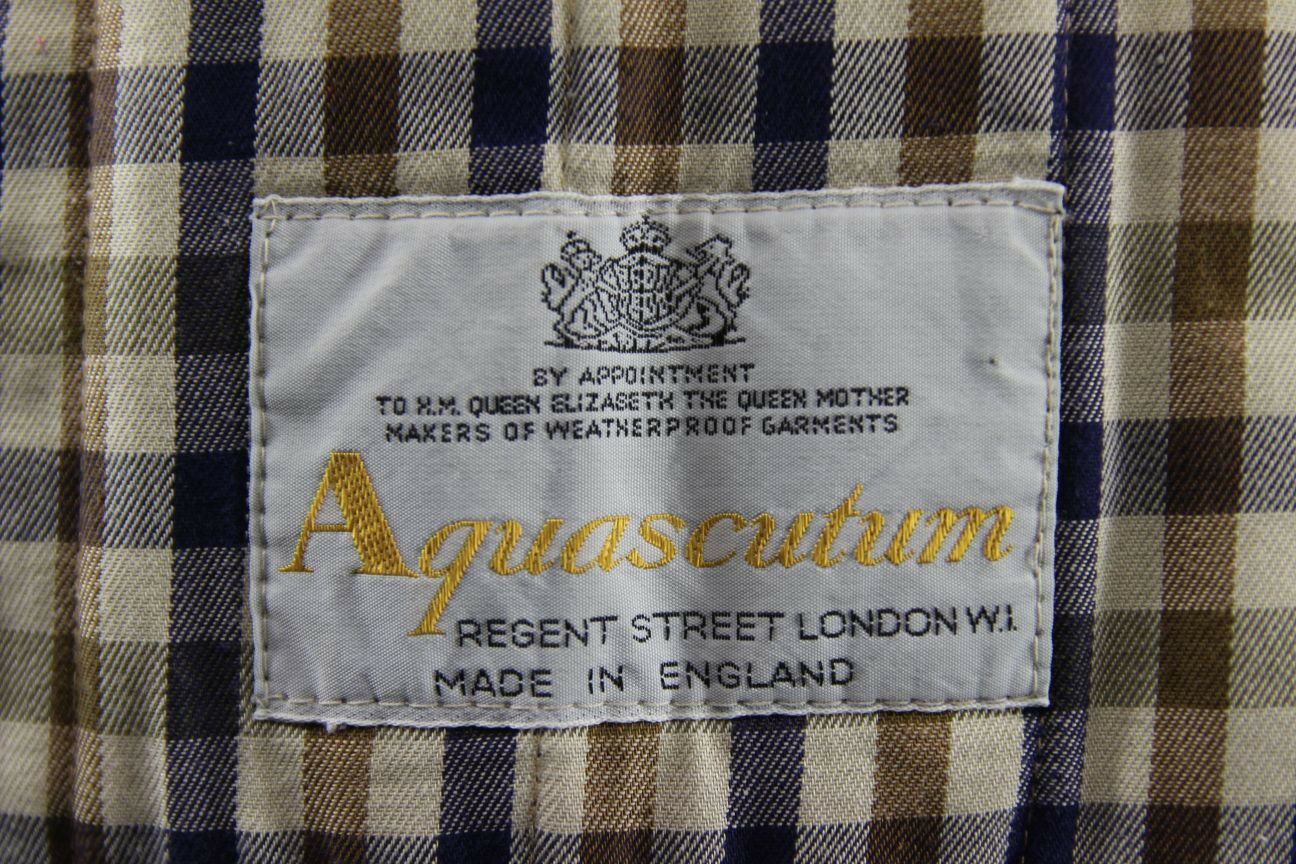 BY APPOINTMENT
TO H.M. QUEEN ELIZABETH THE QUEEN MOTHER
MAKERS OF WEATHERPROOF GARMENTS
Aquascutum
REGENT STREET LONDON W.1.
MADE IN ENGLAND